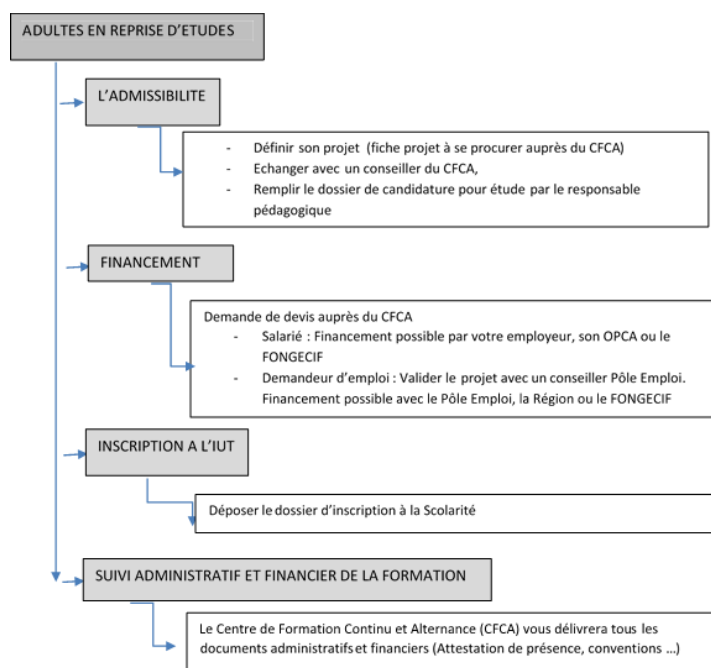 ADULTES EN REPRISE D'ETUDES
L'ADMISSIBILITE
- Définir son projet (fiche projet à se procurer auprès du CFCA)
- Echanger avec un conseiller du CFCA,
- Remplir le dossier de candidature pour étude par le responsable
pédagogique
FINANCEMENT
Demande de devis auprès du CFCA
- Salarié : Financement possible par votre employeur, son OPCA ou le
FONGECIF
- Demandeur d'emploi : Valider le projet avec un conseiller Pôle Emploi.
Financement possible avec le Pôle Emploi, la Région ou le FONGECIF
INSCRIPTION A L'IUT
Déposer le dossier d'inscription à la Scolarité
SUIVI ADMINISTRATIF ET FINANCIER DE LA FORMATION
Le Centre de Formation Continu et Alternance (CFCA) vous délivrera tous les
documents administratifs et financiers (Attestation de présence, conventions ...)